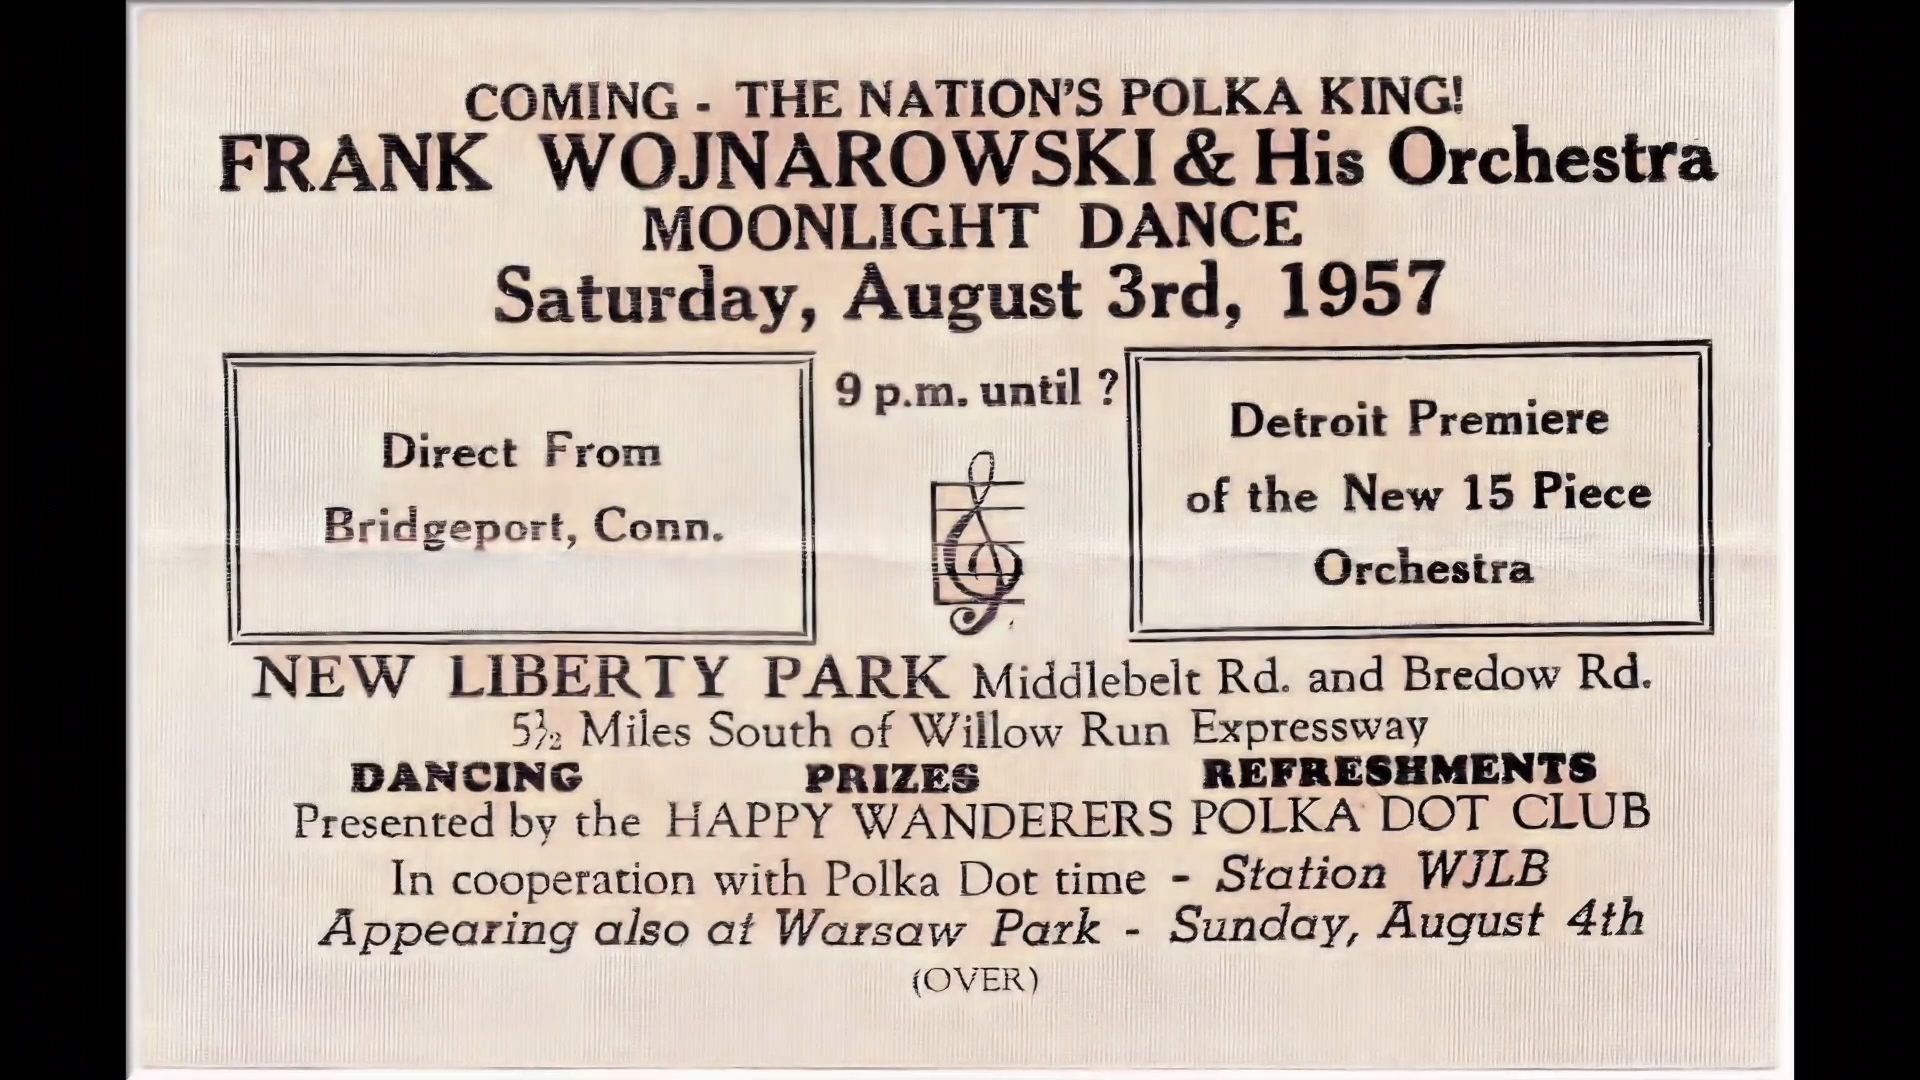 COMING - THE NATION'S POLKA KING!
FRANK WOJNAROWSKI & His Orchestra
MOONLIGHT DANCE
Saturday, August 3rd, 1957
9 p.m. until ?
Direct From
Bridgeport, Conn.
Detroit Premiere
of the New 15 Piece
Orchestra
NEW LIBERTY PARK Middlebelt Rd. and Bredow Rd.
5½ Miles South of Willow Run Expressway
DANCING PRIZES REFRESHMENTS
Presented by the HAPPY WANDERERS POLKA DOT CLUB
In cooperation with Polka Dot time - Station WJLB
Appearing also at Warsaw Park - Sunday, August 4th
(OVER)